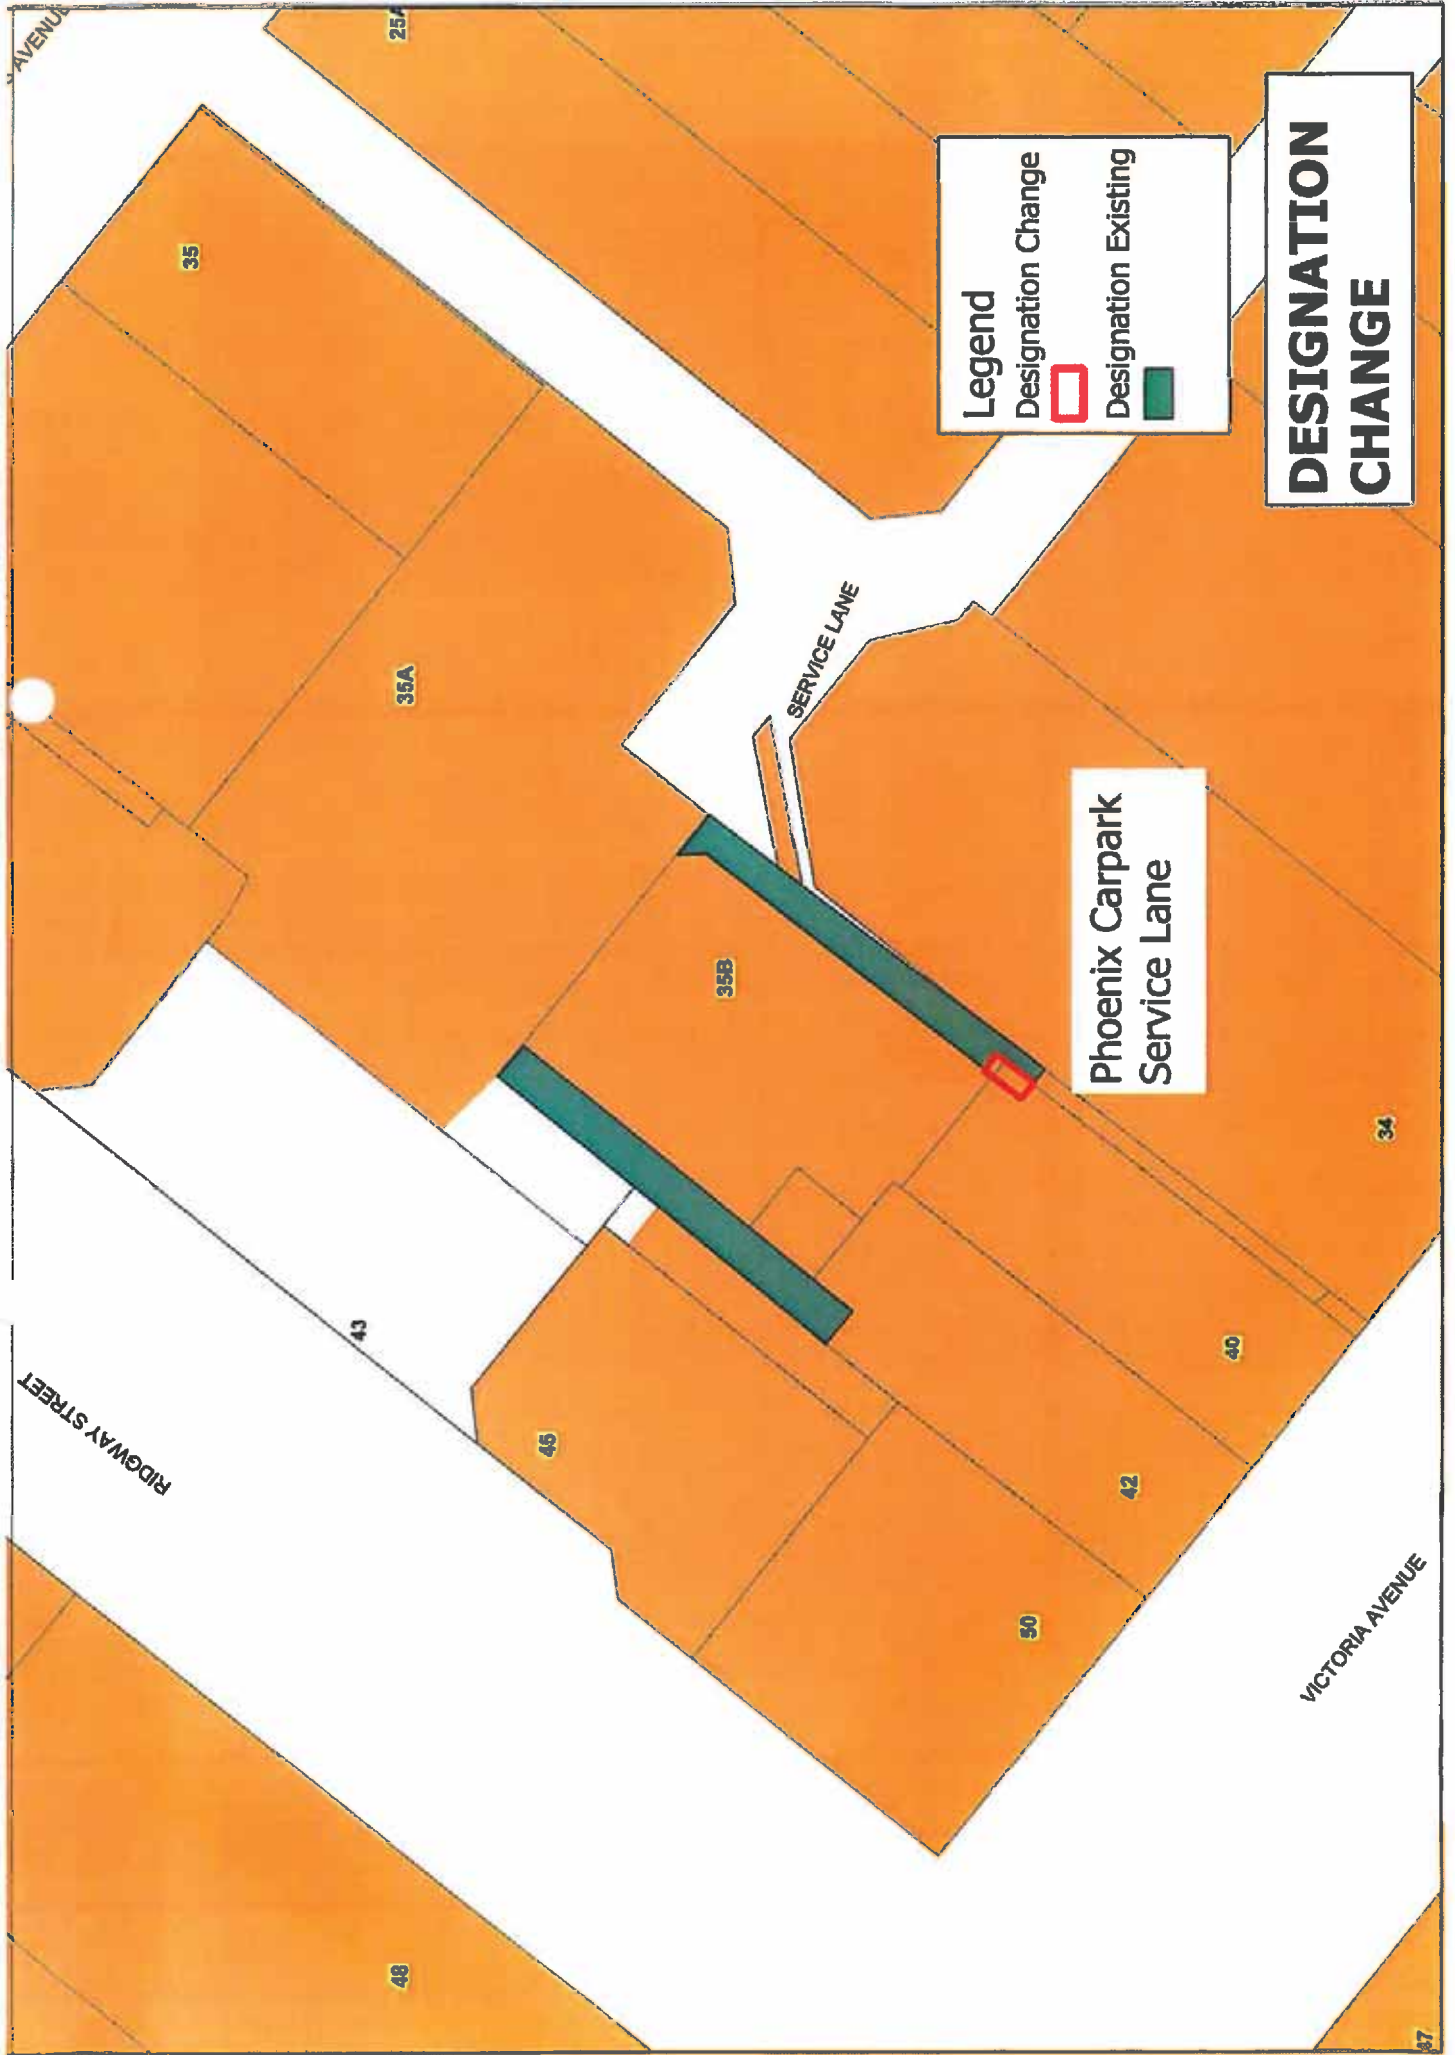 AVENUE
25A
35
35A
SERVICE LANE
35B
43
RIDGWAY STREET
45
48
50
42
40
34
VICTORIA AVENUE
Phoenix Carpark
Service Lane
Legend
Designation Change
Designation Existing
DESIGNATION
CHANGE